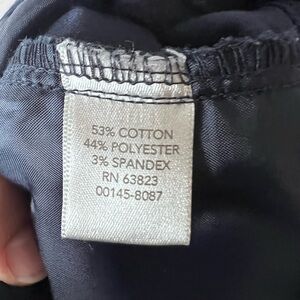 53% COTTON
44% POLYESTER
3% SPANDEX
RN 63823
00145-8087